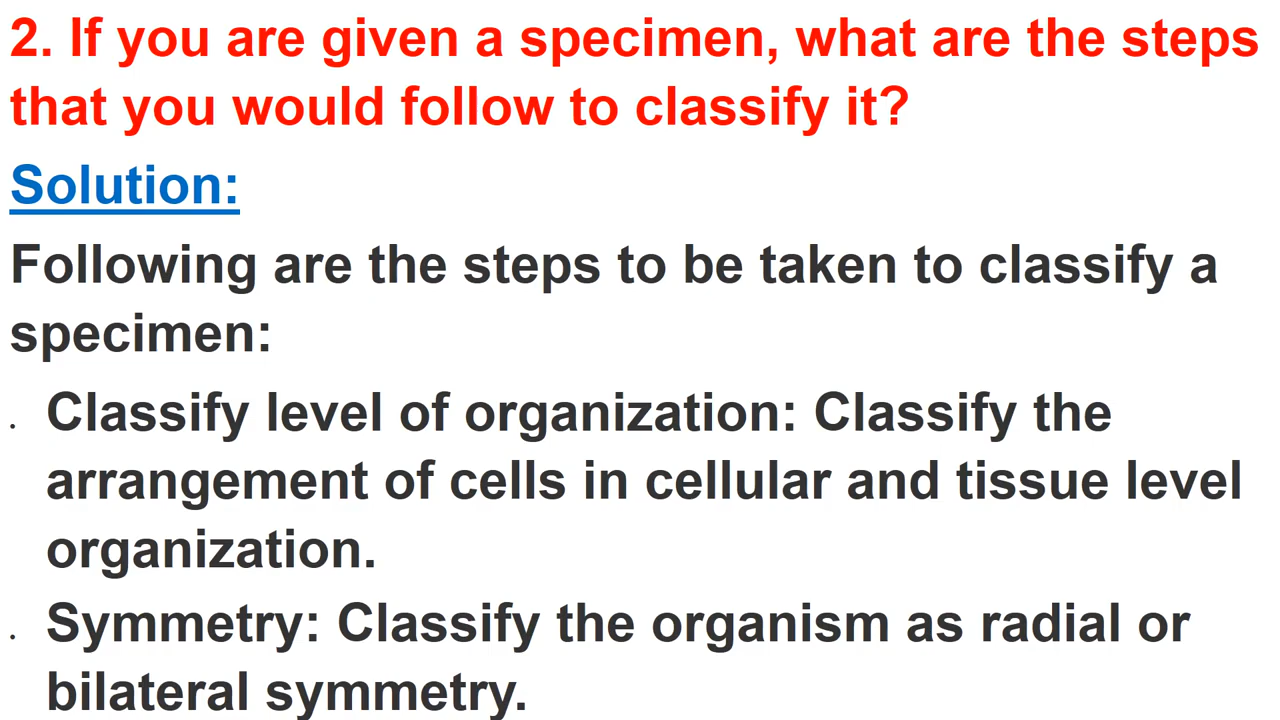 2. If you are given a specimen, what are the steps
that you would follow to classify it?
Solution:
Following are the steps to be taken to classify a
specimen:
. Classify level of organization: Classify the
arrangement of cells in cellular and tissue level
organization.
. Symmetry: Classify the organism as radial or
bilateral symmetry.